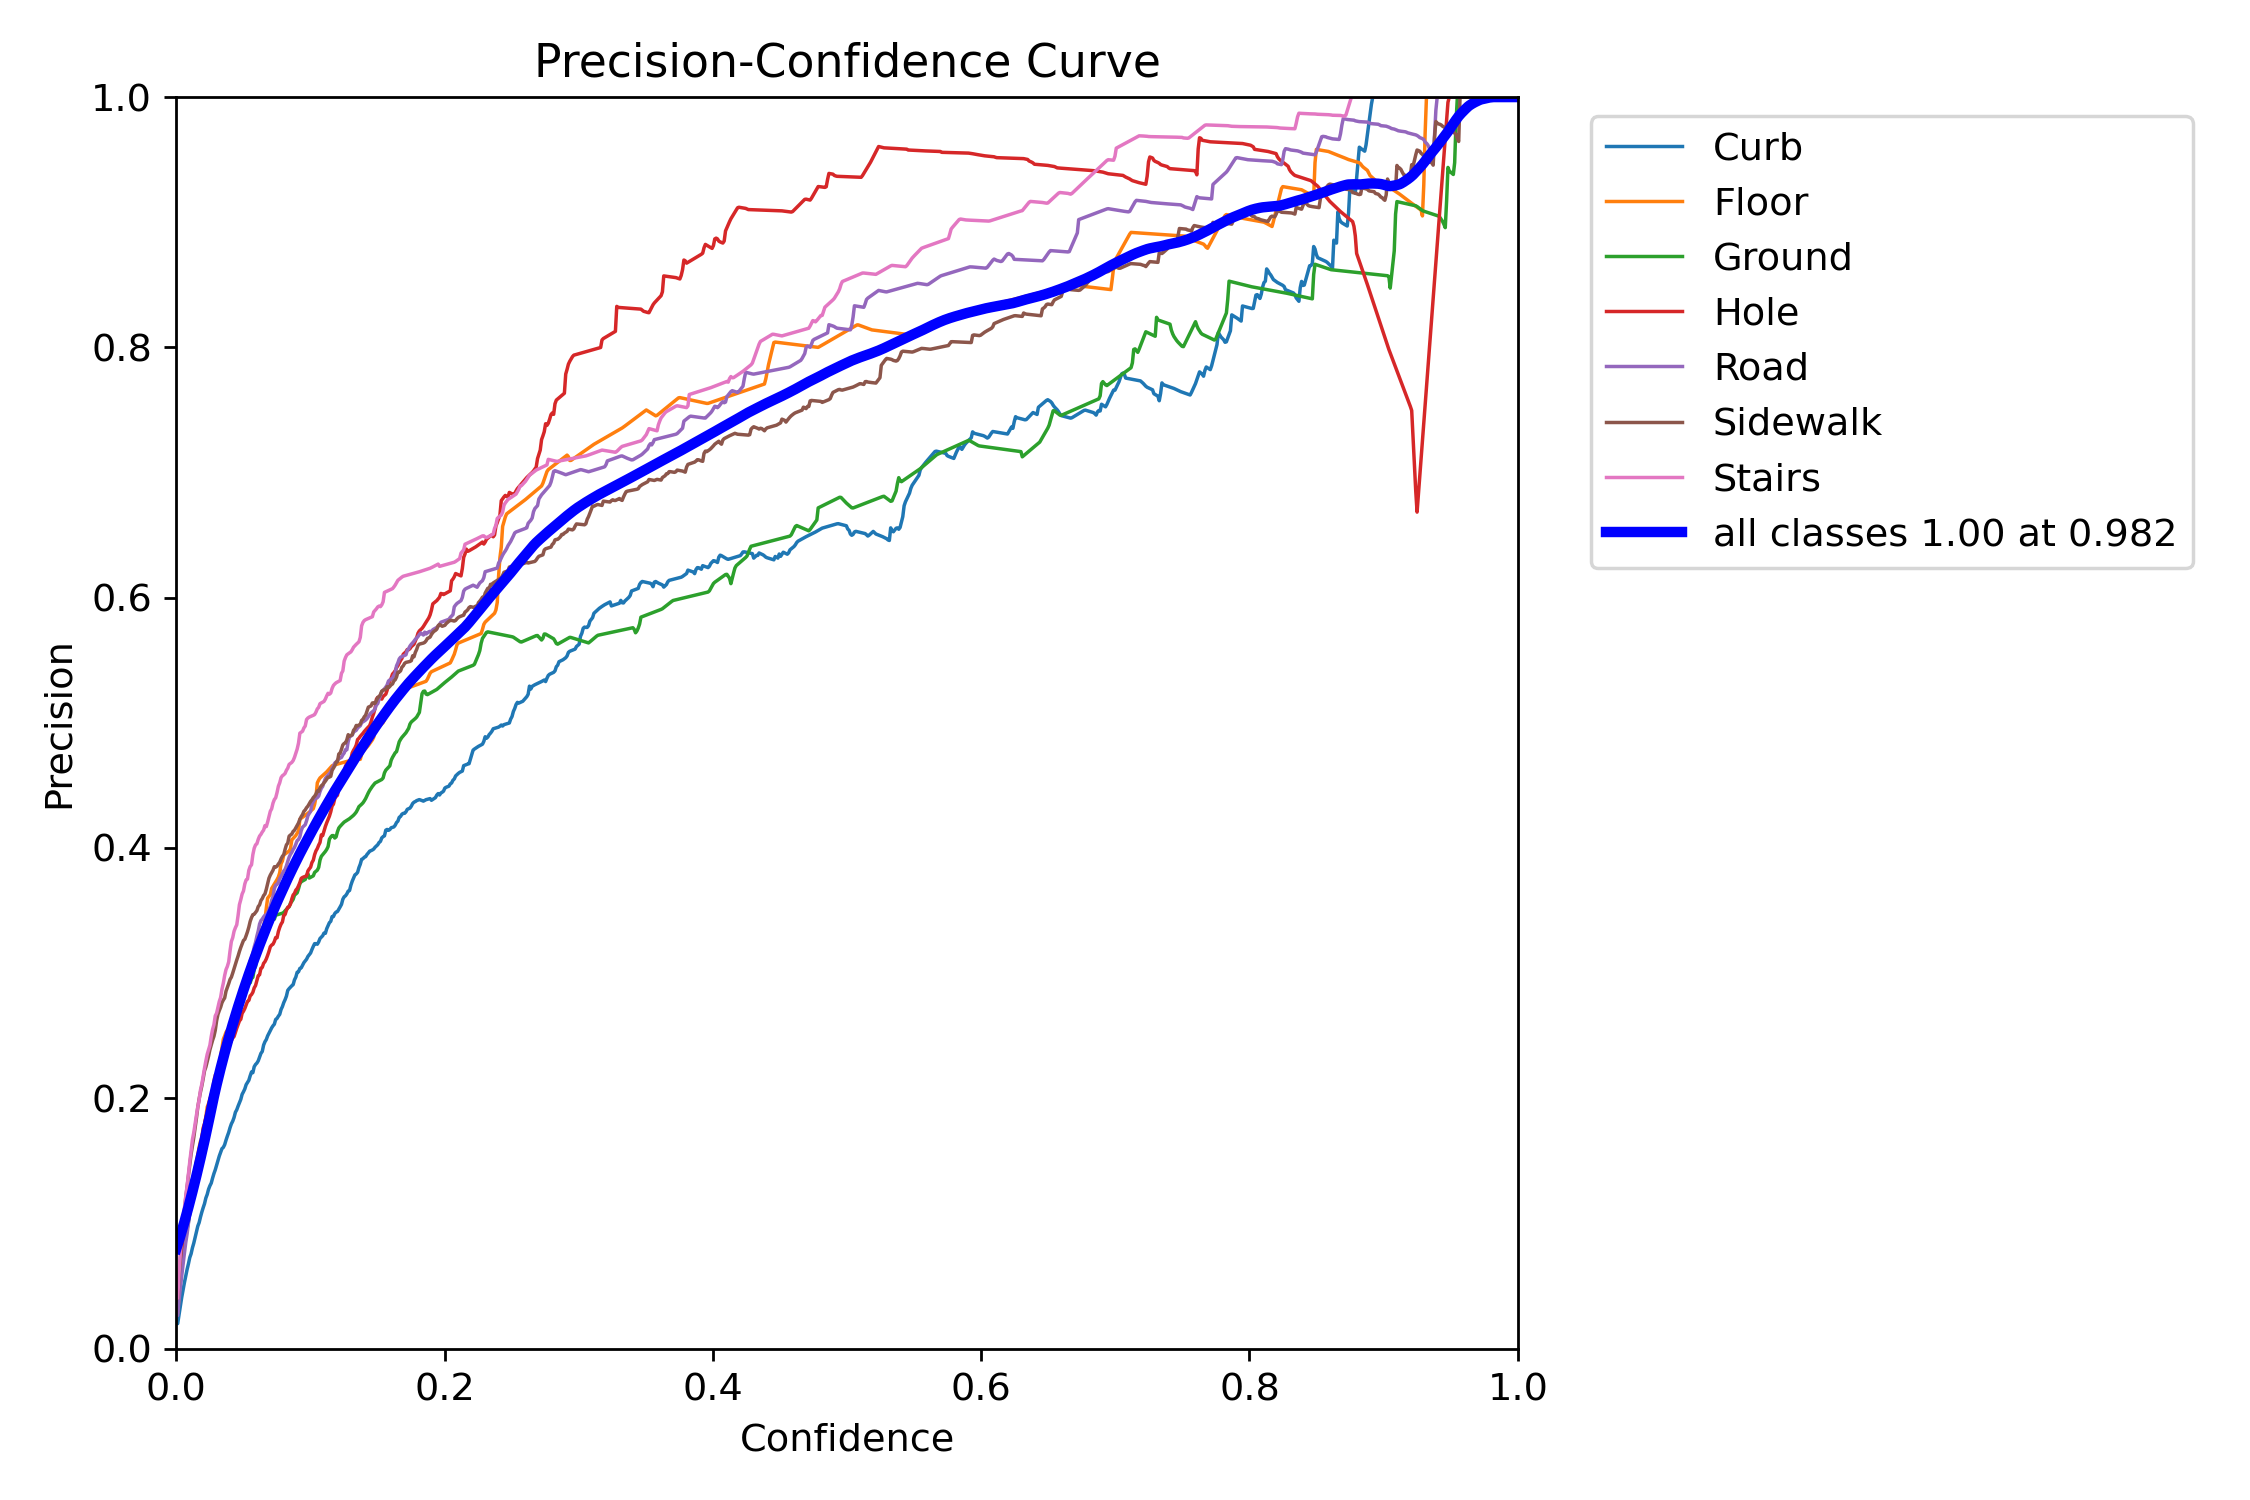 Precision-Confidence Curve
1.0
0.8
0.6
0.4
0.2
0.0
Precision
0.0 0.2 0.4 0.6 0.8 1.0
Confidence
Curb
Floor
Ground
Hole
Road
Sidewalk
Stairs
all classes 1.00 at 0.982